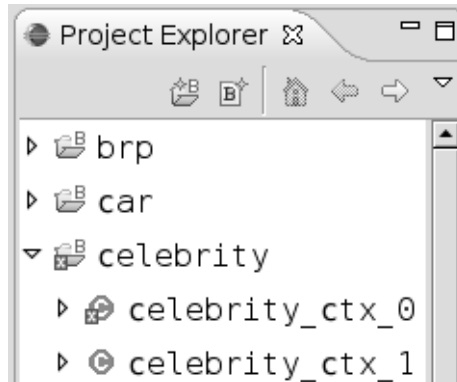 Project Explorer
brp
car
celebrity
celebrity_ctx_0
celebrity_ctx_1